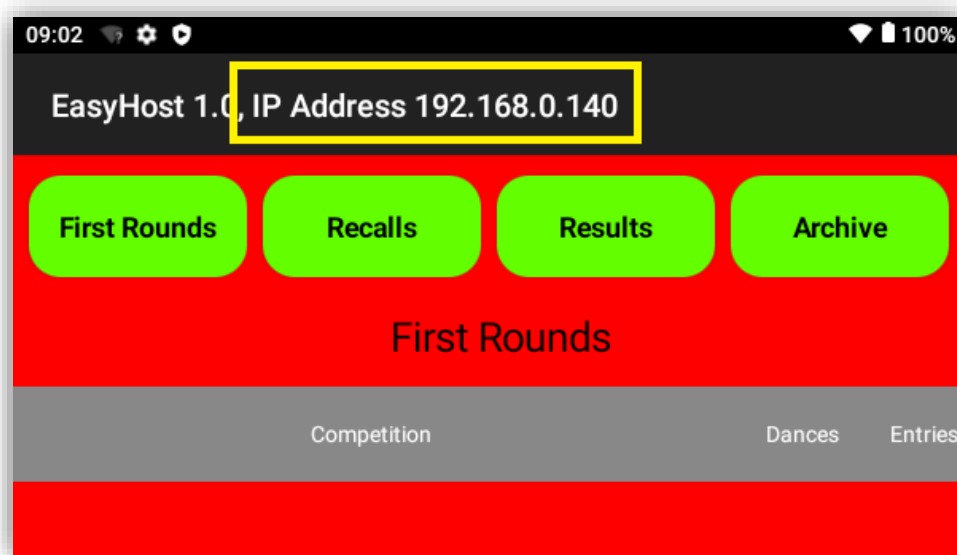 09:02 100%
EasyHost 1.0, IP Address 192.168.0.140
First Rounds Recalls Results Archive
First Rounds
Competition Dances Entries